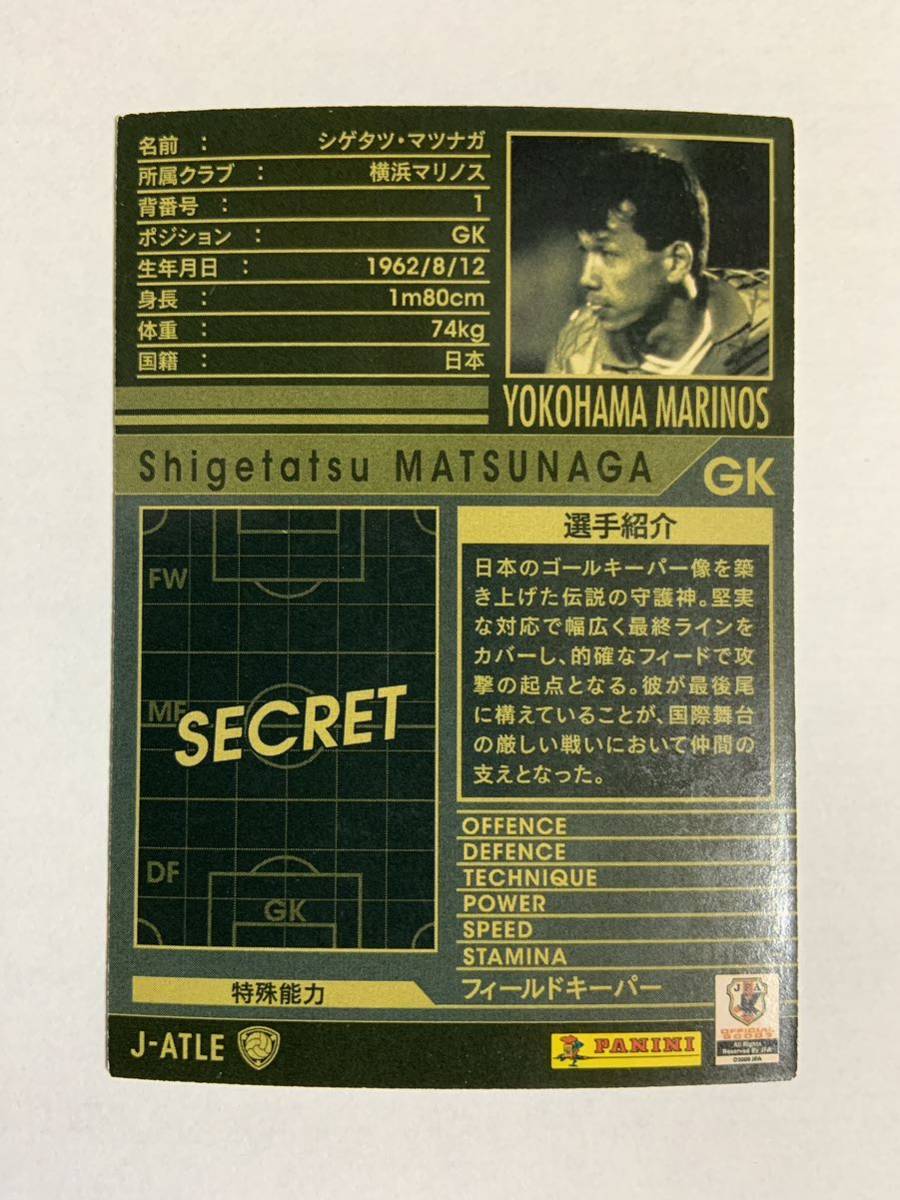 名前 : シゲタツ・マツナガ
所属クラブ : 横浜マリノス
背番号 : 1
ポジション : GK
生年月日 : 1962/8/12
身長 : 1m80cm
体重 : 74kg
国籍 : 日本
YOKOHAMA MARINOS
Shigetatsu MATSUNAGA
GK
FW
MF
SECRET
DF
GK
選手紹介
日本のゴールキーパー像を築
き上げた伝説の守護神。堅実
な対応で幅広く最終ラインを
カバーし、的確なフィードで攻
撃の起点となる。彼が最後尾
に構えていることが、国際舞台
の厳しい戦いにおいて仲間の
支えとなった。
OFFENCE
DEFENCE
TECHNIQUE
POWER
SPEED
STAMINA
特殊能力
フィールドキーパー
J-ATLE
PANINI
JFA
OFFICIAL
GOODS
All Rights
Reserved By JFA